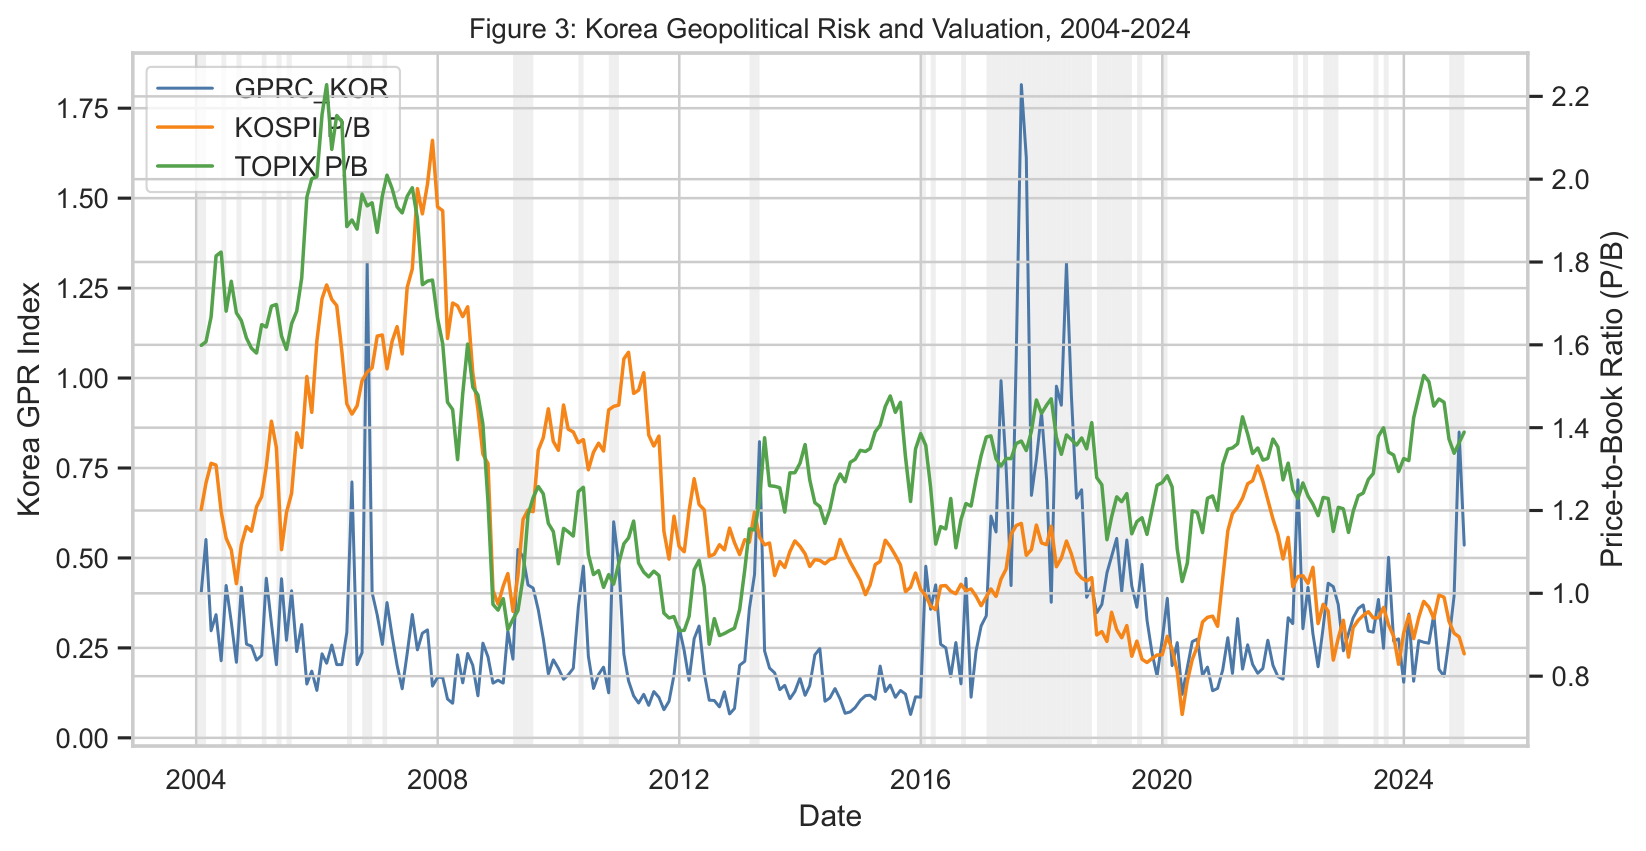 Figure 3: Korea Geopolitical Risk and Valuation, 2004-2024
GPRC_KOR
KOSPI P/B
TOPIX P/B
Korea GPR Index
1.75
1.50
1.25
1.00
0.75
0.50
0.25
0.00
2.2
2.0
1.8
1.6
1.4
1.2
1.0
0.8
Price-to-Book Ratio (P/B)
2004 2008 2012 2016 2020 2024
Date